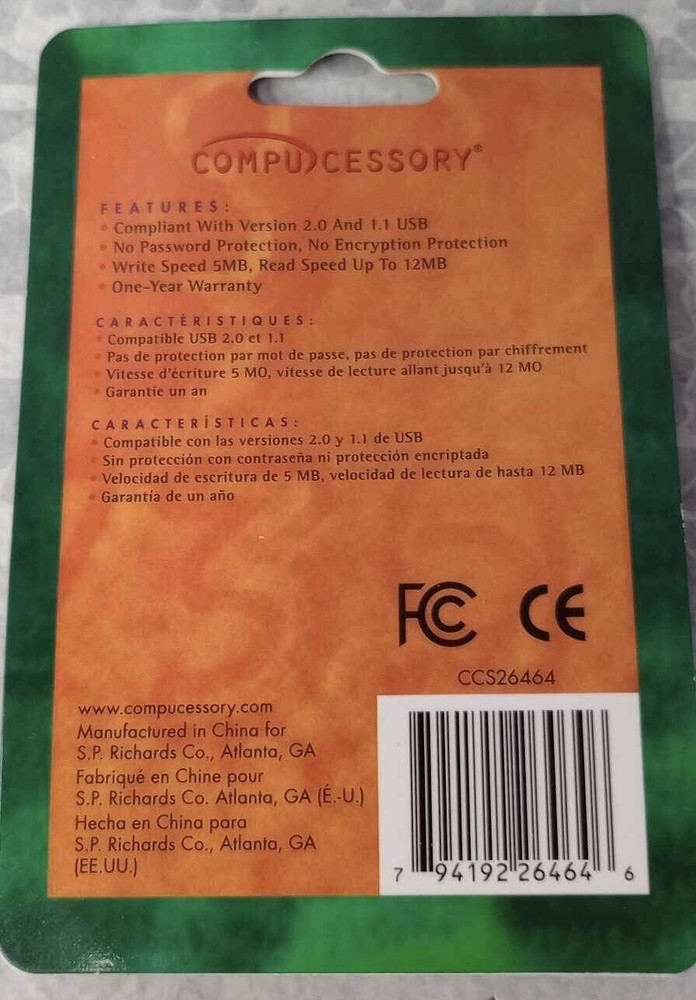 COMPUCESSORY®
FEATURES:
• Compliant With Version 2.0 And 1.1 USB
• No Password Protection, No Encryption Protection
• Write Speed 5MB, Read Speed Up To 12MB
• One-Year Warranty
CARACTÉRISTIQUES:
• Compatible USB 2.0 et 1.1
• Pas de protection par mot de passe, pas de protection par chiffrement
• Vitesse d'écriture 5 MO, vitesse de lecture allant jusqu'à 12 MO
• Garantie un an
CARACTERÍSTICAS:
• Compatible con las versiones 2.0 y 1.1 de USB
• Sin protección con contraseña ni protección encriptada
• Velocidad de escritura de 5 MB, velocidad de lectura de hasta 12 MB
• Garantía de un año
FC CE
CCS26464
www.compucessory.com
Manufactured in China for
S.P. Richards Co., Atlanta, GA
Fabriqué en Chine pour
S.P. Richards Co. Atlanta, GA (É.-U.)
Hecha en China para
S.P. Richards Co., Atlanta, GA
(EE.UU.)
7 94192 26464 6